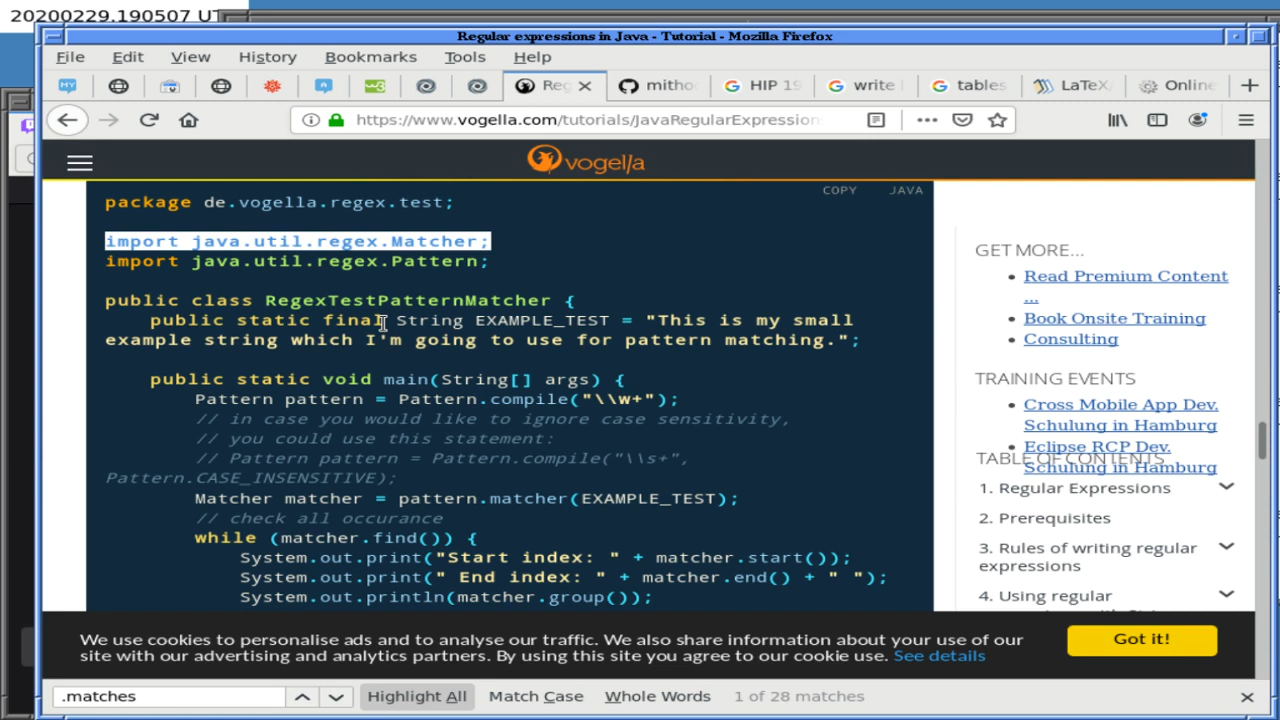 20200229.190507 UT
Regular expressions in Java - Tutorial - Mozilla Firefox
File Edit View History Bookmarks Tools Help
Reg mitho HIP 19 write tables LaTeX/ Online
https://www.vogella.com/tutorials/JavaRegularExpression
vogella
COPY JAVA
package de.vogella.regex.test;
import java.util.regex.Matcher;
import java.util.regex.Pattern;
public class RegexTestPatternMatcher {
public static final String EXAMPLE_TEST = "This is my small
example string which I'm going to use for pattern matching.";
public static void main(String[] args) {
Pattern pattern = Pattern.compile("\\w+");
// in case you would like to ignore case sensitivity,
// you could use this statement:
// Pattern pattern = Pattern.compile("\\s+",
Pattern.CASE_INSENSITIVE);
Matcher matcher = pattern.matcher(EXAMPLE_TEST);
// check all occurance
while (matcher.find()) {
System.out.print("Start index: " + matcher.start());
System.out.print(" End index: " + matcher.end() + " ");
System.out.println(matcher.group());
GET MORE...
Read Premium Content
...
Book Onsite Training
Consulting
TRAINING EVENTS
Cross Mobile App Dev.
Schulung in Hamburg
Eclipse RCP Dev.
Schulung in Hamburg
TABLE OF CONTENTS
1. Regular Expressions
2. Prerequisites
3. Rules of writing regular
expressions
4. Using regular
We use cookies to personalise ads and to analyse our traffic. We also share information about your use of our
site with our advertising and analytics partners. By using this site you agree to our cookie use. See details
Got it!
.matches Highlight All Match Case Whole Words 1 of 28 matches